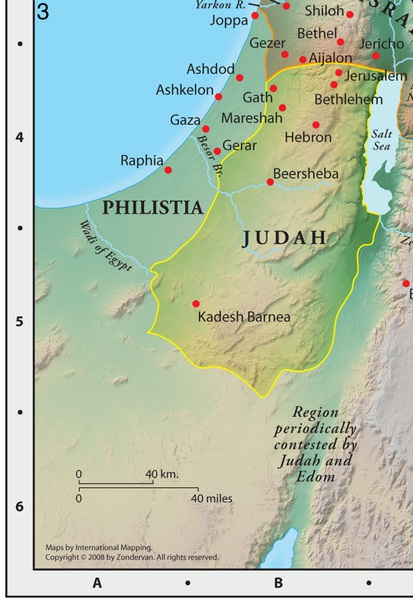 3
Yarkon R.
Joppa
Shiloh
Bethel
Gezer
Jericho
Aijalon
Ashdod
Jerusalem
Ashkelon
Gath
Bethlehem
Mareshah
Gaza
4
Hebron
Salt
Sea
Besor Br.
Gerar
Raphia
Beersheba
PHILISTIA
JUDAH
Wadi of Egypt
Kadesh Barnea
5
Region
periodically
contested by
Judah and
Edom
0 40 km.
0 40 miles
6
Maps by International Mapping.
Copyright © 2008 by Zondervan. All rights reserved.
A
B